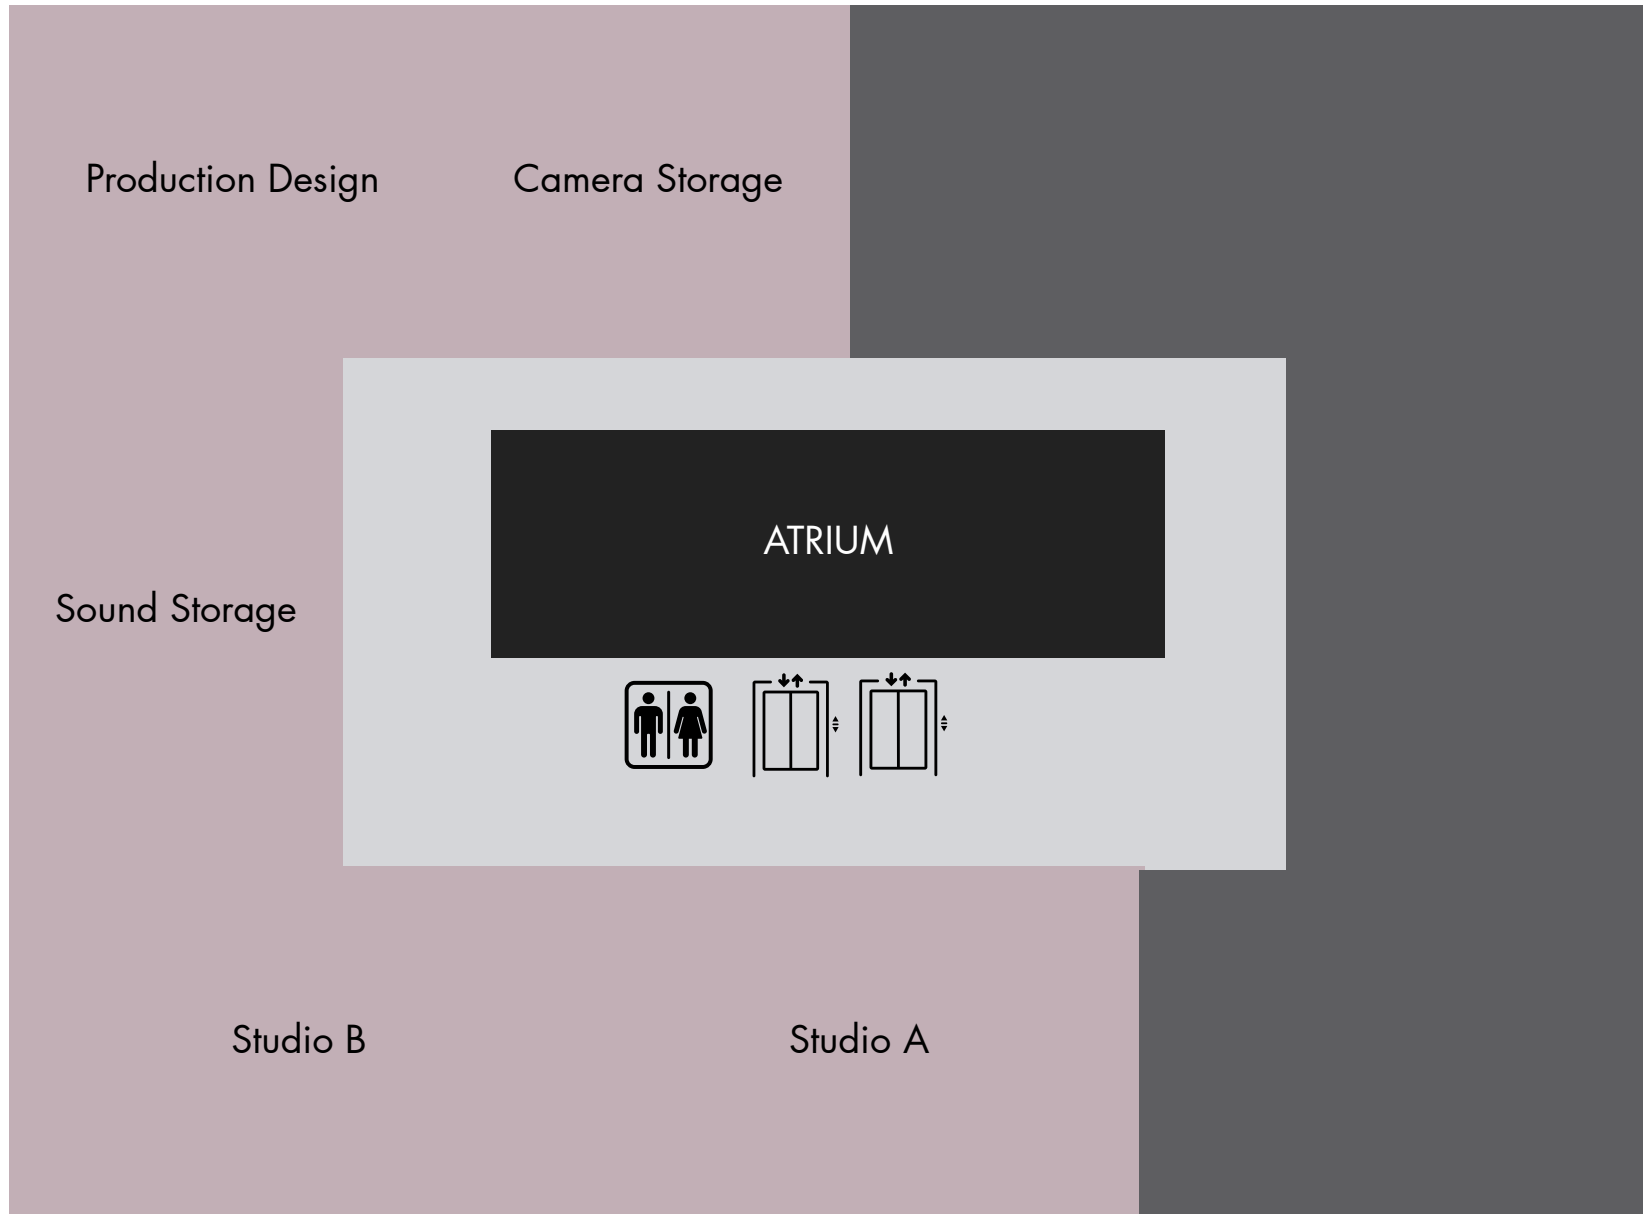 Production Design
Camera Storage
ATRIUM
Sound Storage
Studio B
Studio A